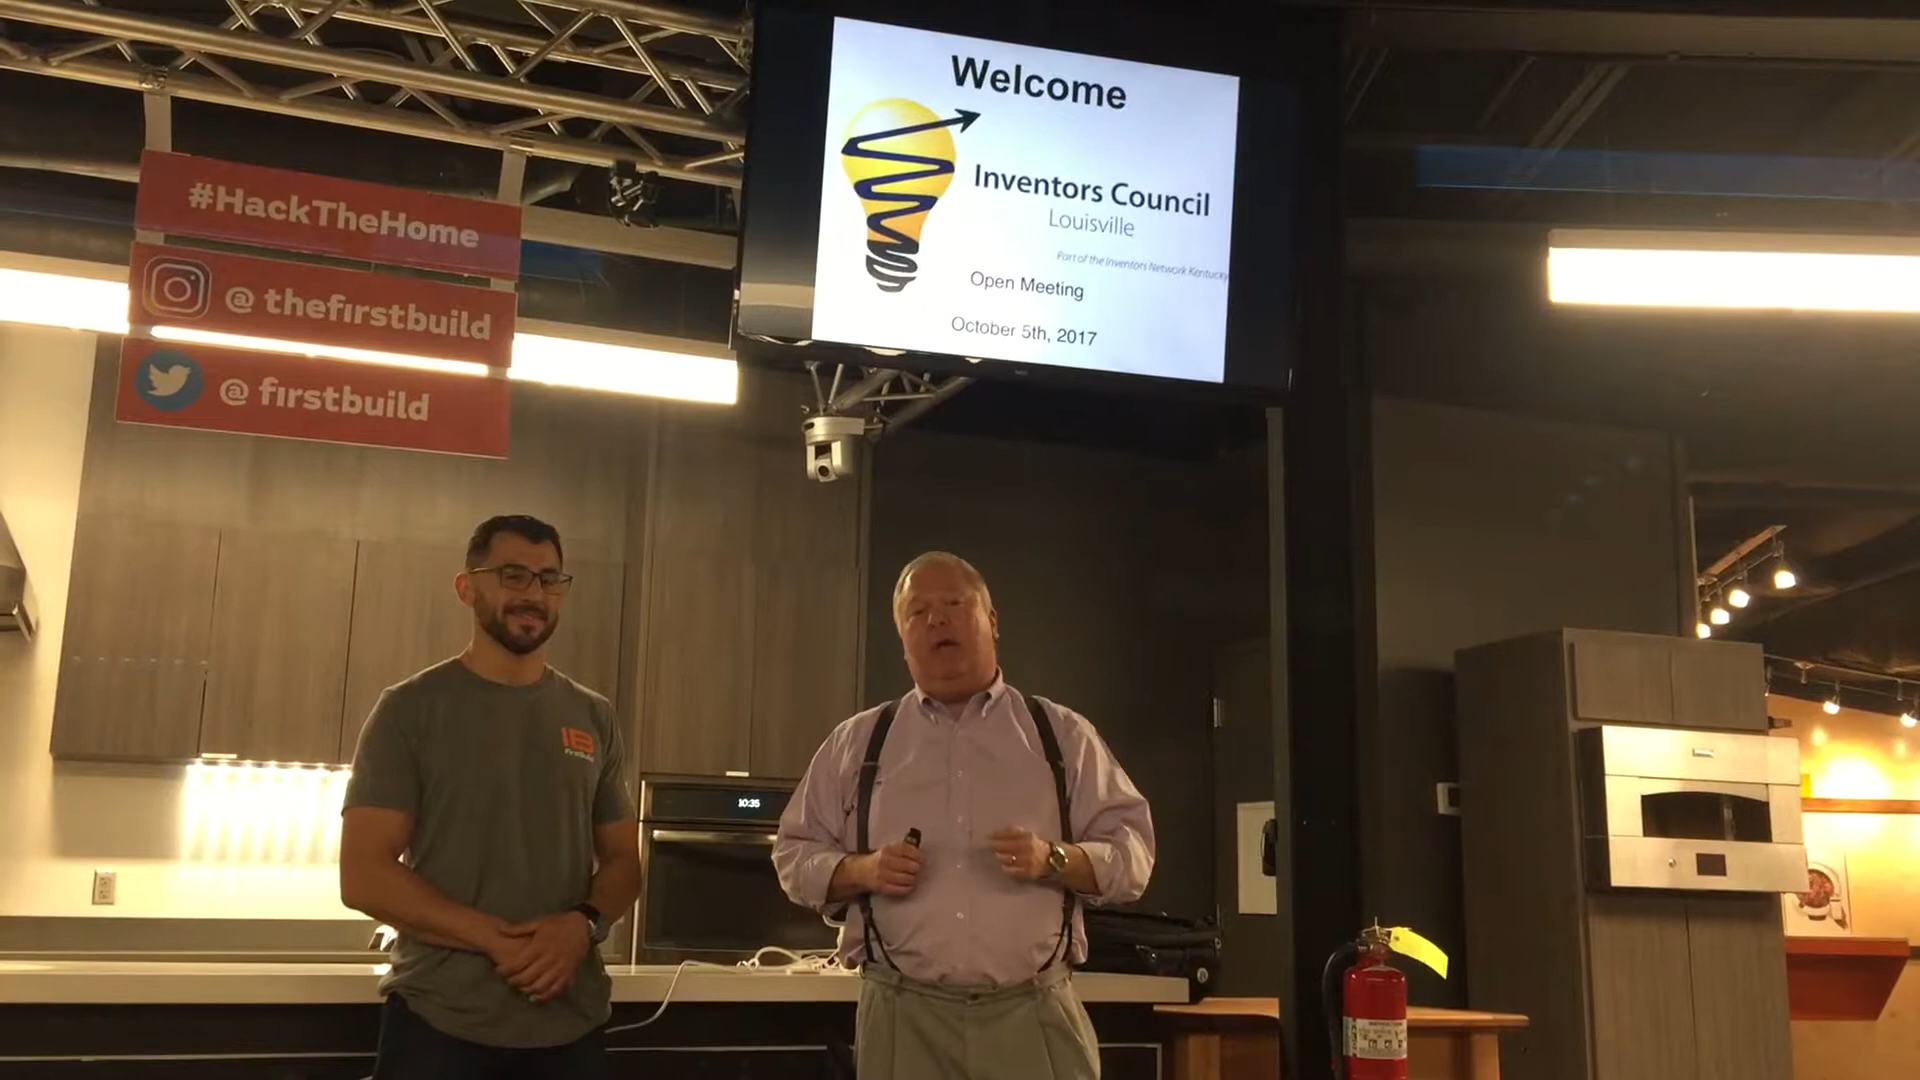 Welcome
Inventors Council
Louisville
Part of the Inventors Network Kentucky
Open Meeting
October 5th, 2017
#HackTheHome
@ thefirstbuild
@ firstbuild
10:35